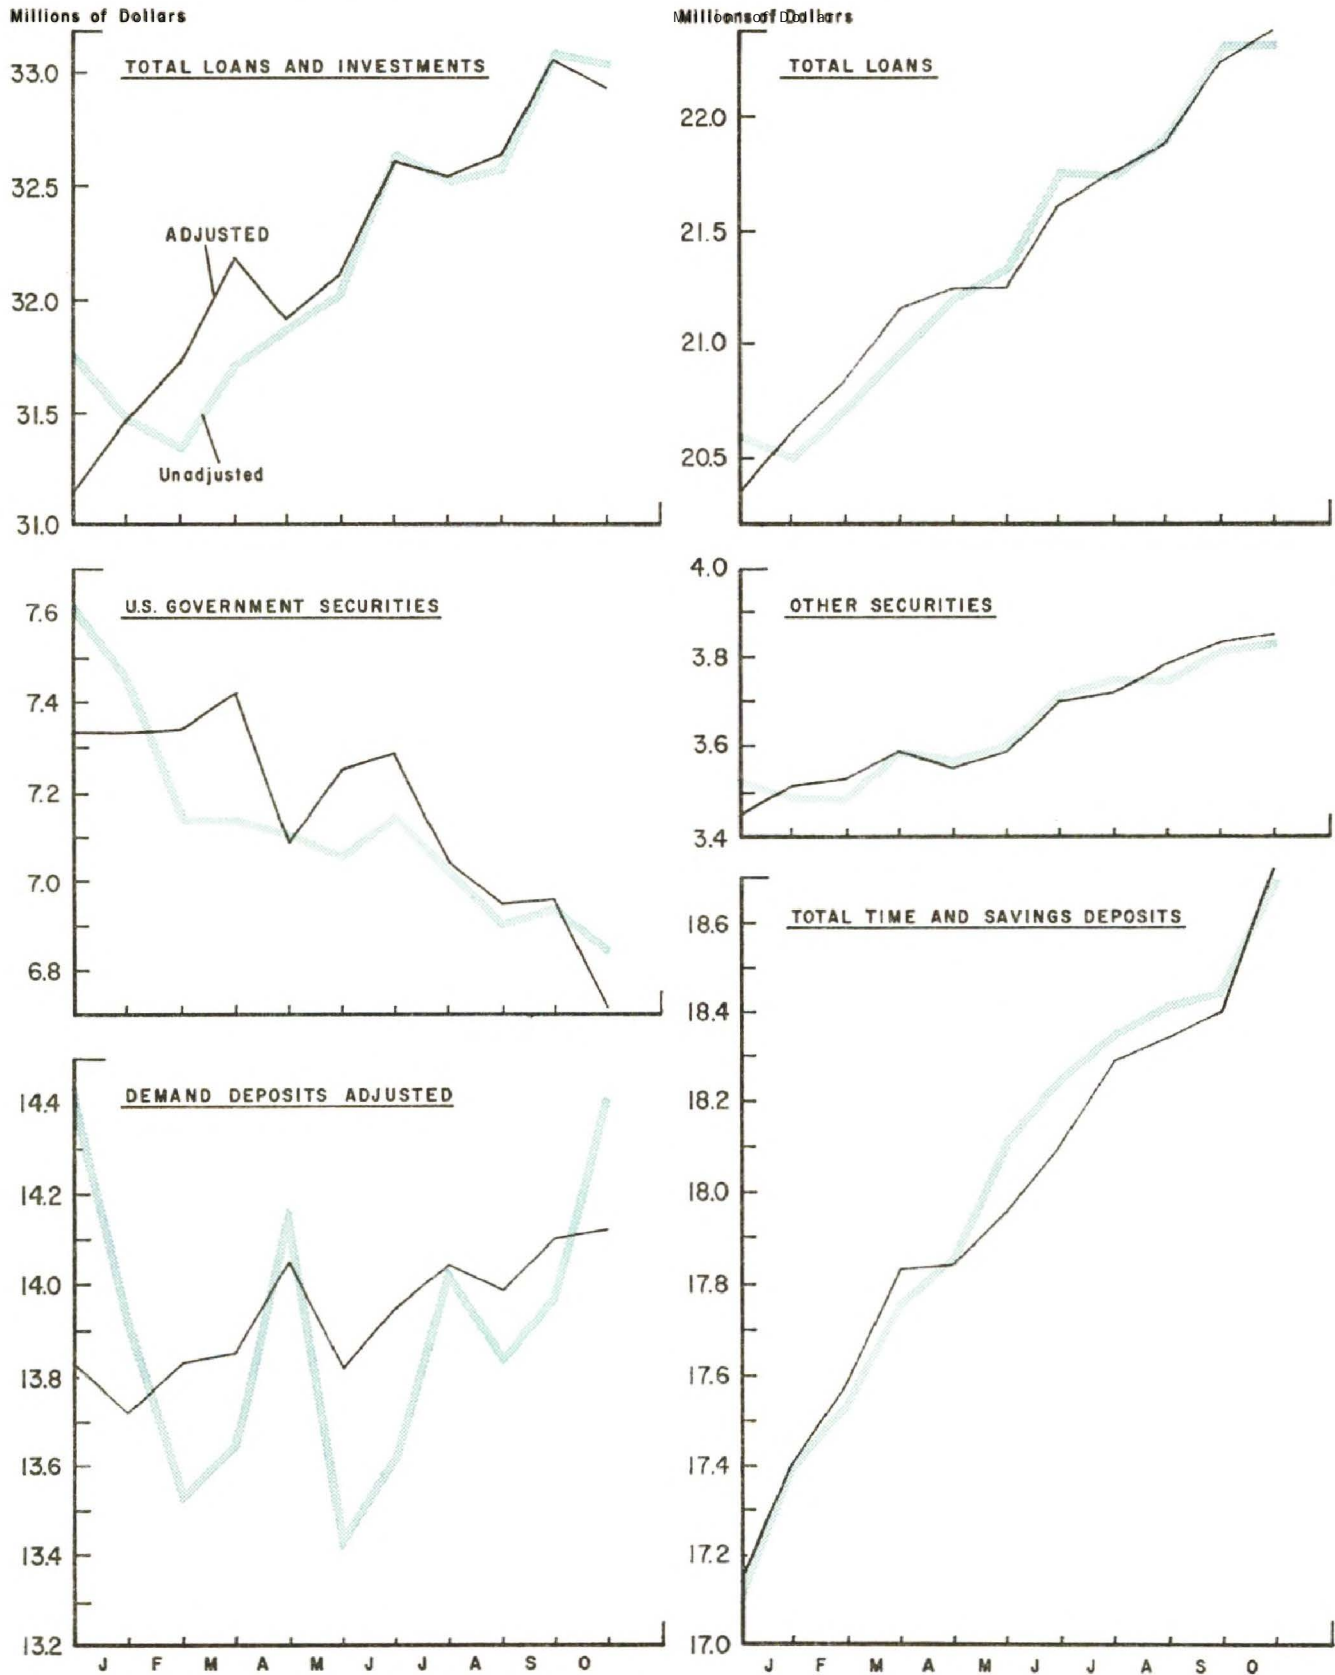 Millions of Dollars
TOTAL LOANS AND INVESTMENTS
33.0
32.5
32.0
31.5
31.0
ADJUSTED
Unadjusted
Millions of Dollars
TOTAL LOANS
22.0
21.5
21.0
20.5
U.S. GOVERNMENT SECURITIES
7.6
7.4
7.2
7.0
6.8
OTHER SECURITIES
4.0
3.8
3.6
3.4
DEMAND DEPOSITS ADJUSTED
14.4
14.2
14.0
13.8
13.6
13.4
13.2
J F M A M J J A S O
TOTAL TIME AND SAVINGS DEPOSITS
18.6
18.4
18.2
18.0
17.8
17.6
17.4
17.2
17.0
J F M A M J J A S O